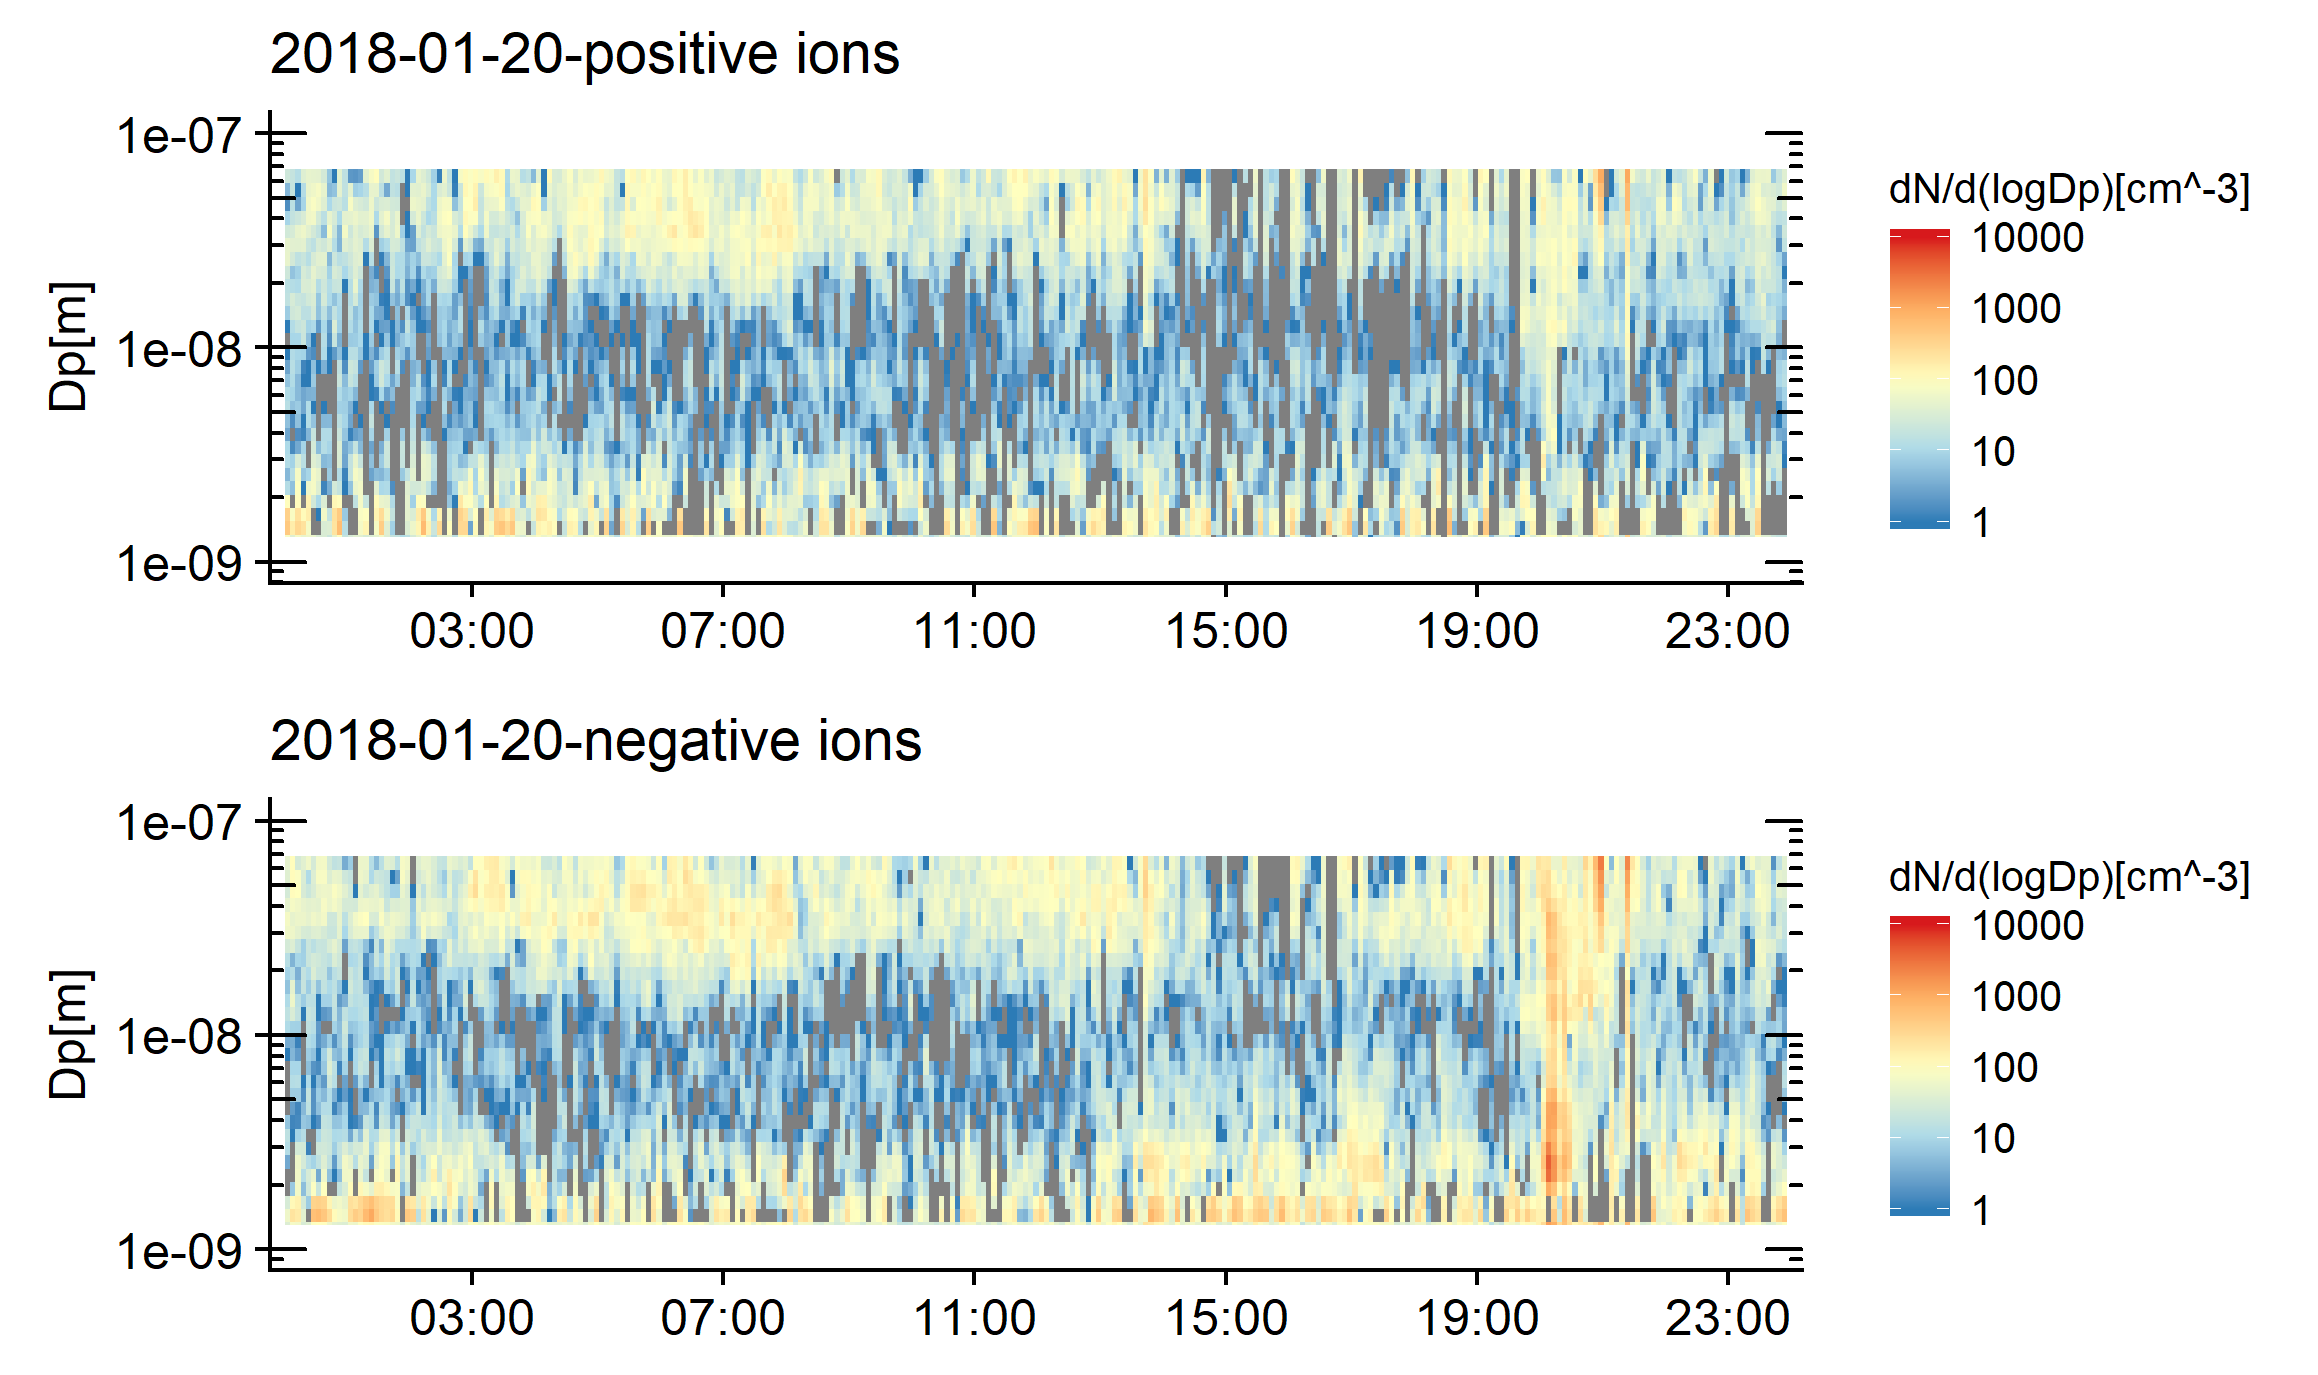 2018-01-20-positive ions
1e-07
1e-08
1e-09
Dp[m]
03:00 07:00 11:00 15:00 19:00 23:00
dN/d(logDp)[cm^-3]
10000
1000
100
10
1
2018-01-20-negative ions
1e-07
1e-08
1e-09
Dp[m]
03:00 07:00 11:00 15:00 19:00 23:00
dN/d(logDp)[cm^-3]
10000
1000
100
10
1